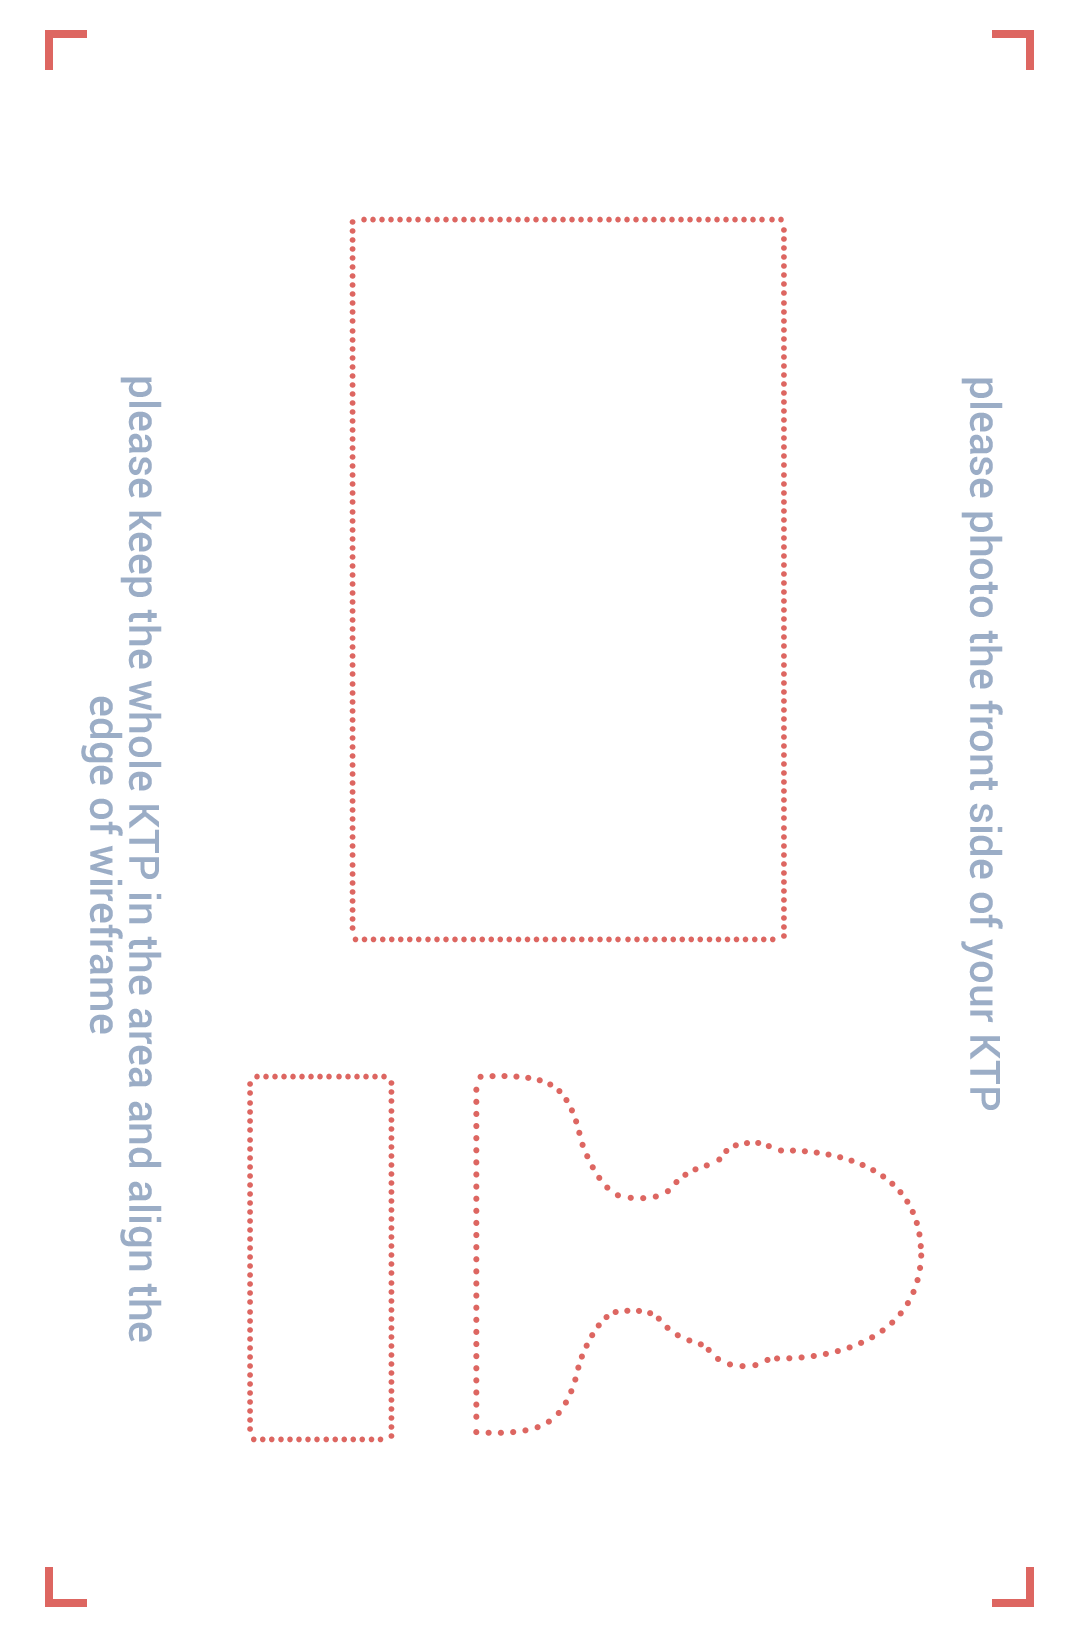 please photo the front side of your KTP
please keep the whole KTP in the area and align the
edge of wireframe